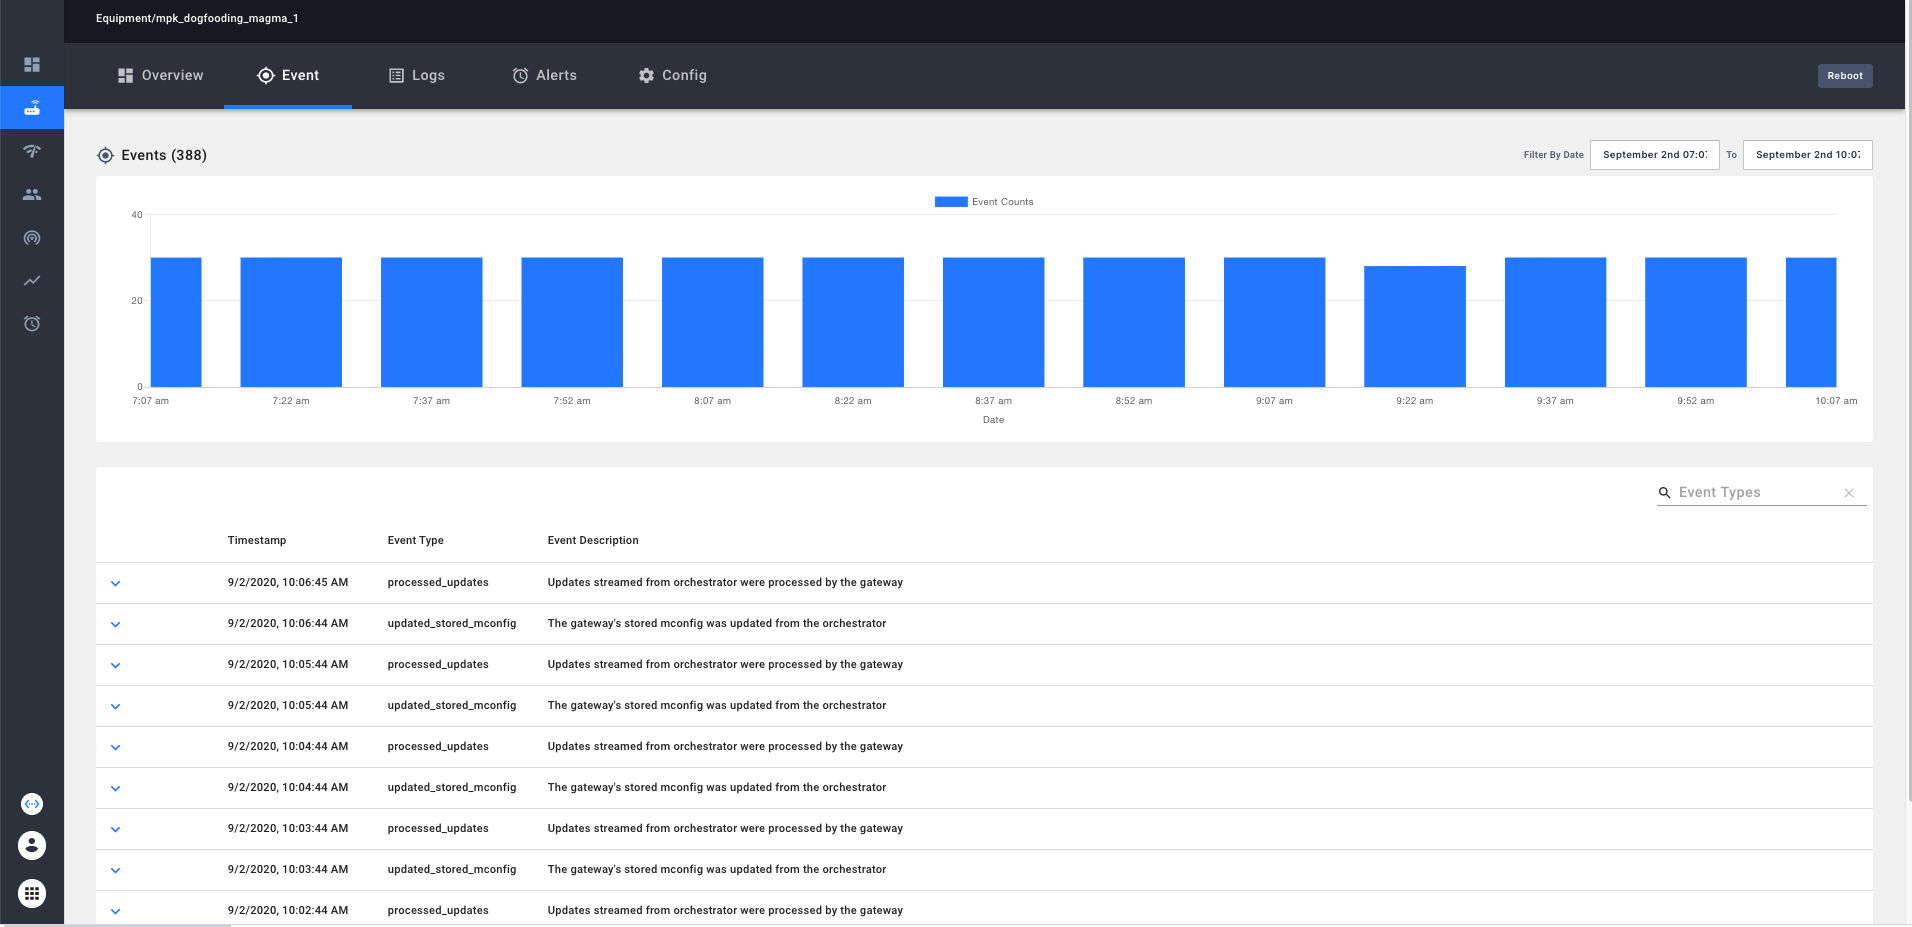 Equipment/mpk_dogfooding_magma_1
Overview Event Logs Alerts Config Reboot
Events (388) Filter By Date September 2nd 07:07 To September 2nd 10:07
Event Counts
40
20
0
7:07 am 7:22 am 7:37 am 7:52 am 8:07 am 8:22 am 8:37 am 8:52 am 9:07 am 9:22 am 9:37 am 9:52 am 10:07 am
Date
Event Types
Timestamp Event Type Event Description
9/2/2020, 10:06:45 AM processed_updates Updates streamed from orchestrator were processed by the gateway
9/2/2020, 10:06:44 AM updated_stored_mconfig The gateway's stored mconfig was updated from the orchestrator
9/2/2020, 10:05:44 AM processed_updates Updates streamed from orchestrator were processed by the gateway
9/2/2020, 10:05:44 AM updated_stored_mconfig The gateway's stored mconfig was updated from the orchestrator
9/2/2020, 10:04:44 AM processed_updates Updates streamed from orchestrator were processed by the gateway
9/2/2020, 10:04:44 AM updated_stored_mconfig The gateway's stored mconfig was updated from the orchestrator
9/2/2020, 10:03:44 AM processed_updates Updates streamed from orchestrator were processed by the gateway
9/2/2020, 10:03:44 AM updated_stored_mconfig The gateway's stored mconfig was updated from the orchestrator
9/2/2020, 10:02:44 AM processed_updates Updates streamed from orchestrator were processed by the gateway